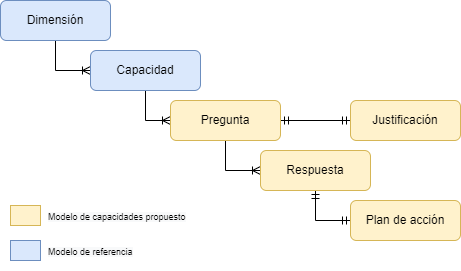 Dimensión
Capacidad
Pregunta
Justificación
Respuesta
Plan de acción
Modelo de capacidades propuesto
Modelo de referencia